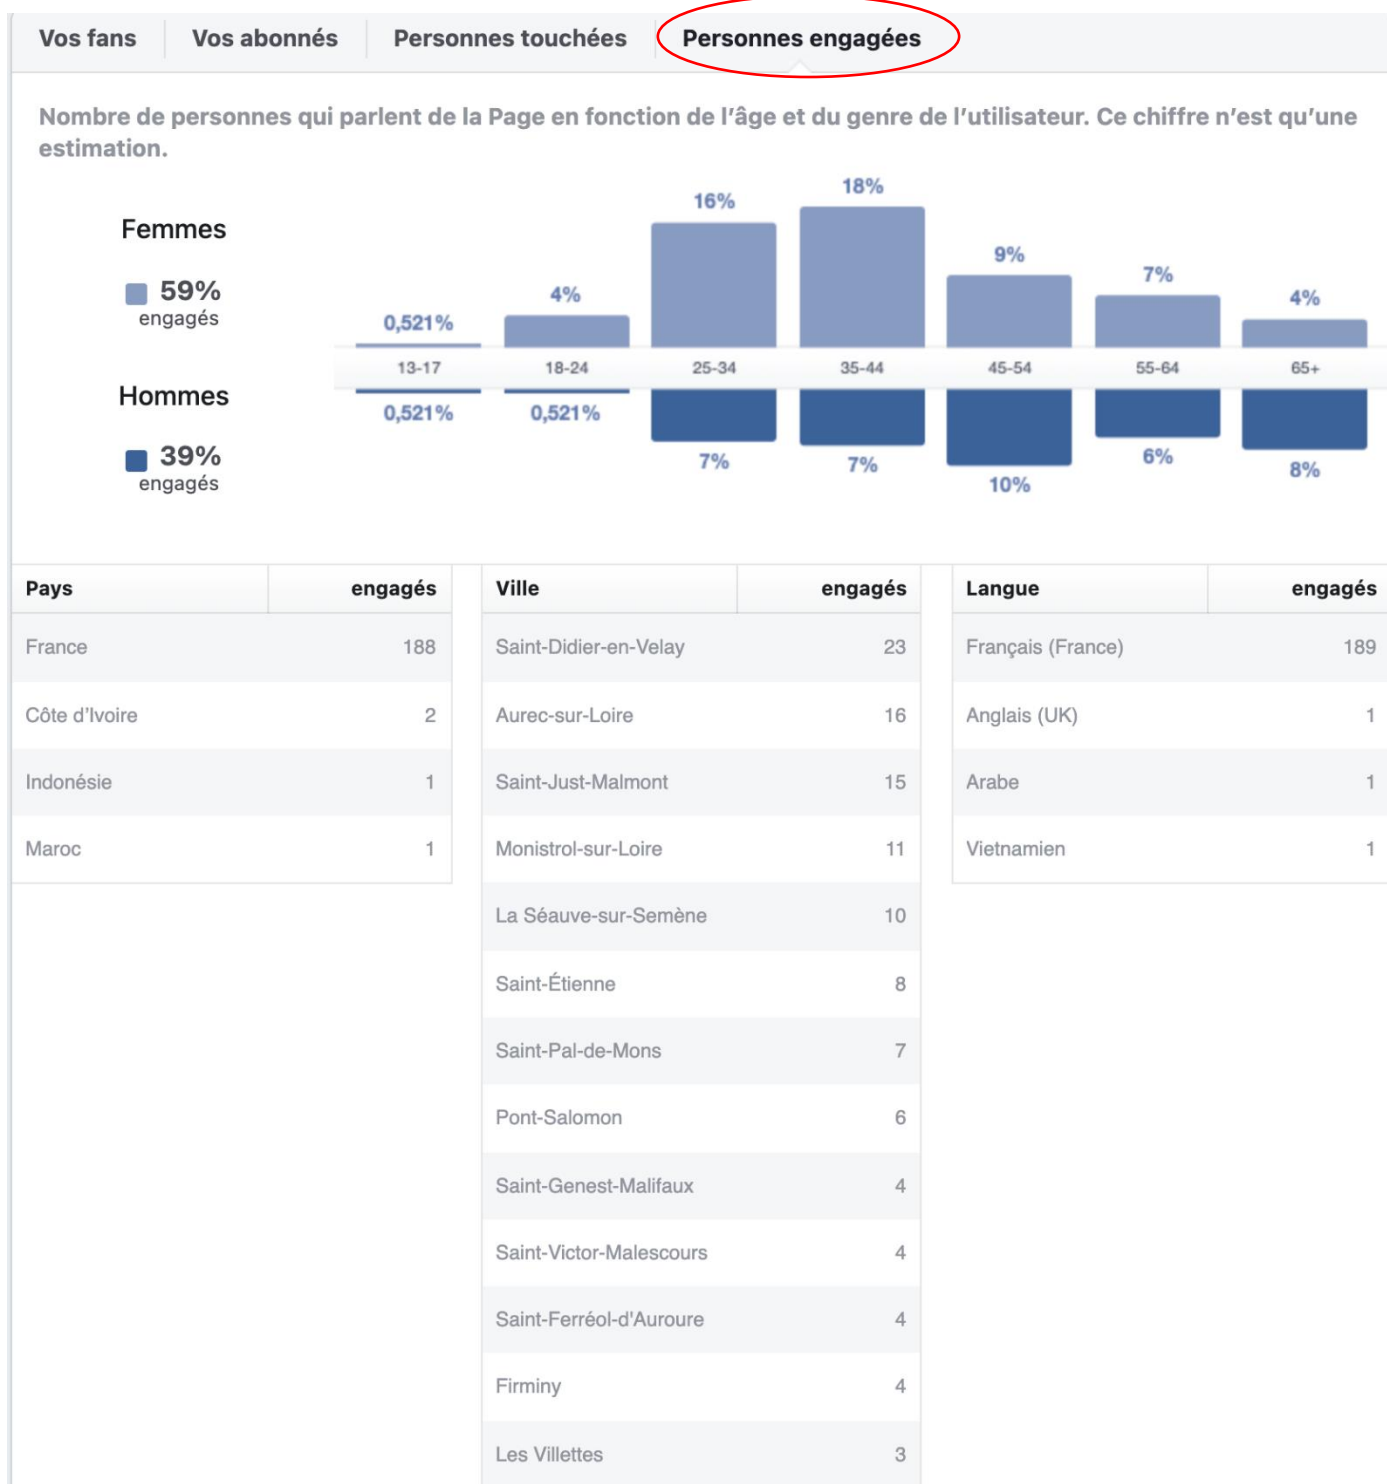 Vos fans Vos abonnés Personnes touchées Personnes engagées
Nombre de personnes qui parlent de la Page en fonction de l’âge et du genre de l’utilisateur. Ce chiffre n’est qu’une
estimation.
Femmes
59%
engagés
0,521% 4% 16% 18% 9% 7% 4%
13-17 18-24 25-34 35-44 45-54 55-64 65+
Hommes
39%
engagés
0,521% 0,521% 7% 7% 10% 6% 8%
Pays engagés
France 188
Côte d’Ivoire 2
Indonésie 1
Maroc 1
Ville engagés
Saint-Didier-en-Velay 23
Aurec-sur-Loire 16
Saint-Just-Malmont 15
Monistrol-sur-Loire 11
La Séauve-sur-Semène 10
Saint-Étienne 8
Saint-Pal-de-Mons 7
Pont-Salomon 6
Saint-Genest-Malifaux 4
Saint-Victor-Malescours 4
Saint-Ferréol-d'Auroure 4
Firminy 4
Les Villettes 3
Langue engagés
Français (France) 189
Anglais (UK) 1
Arabe 1
Vietnamien 1